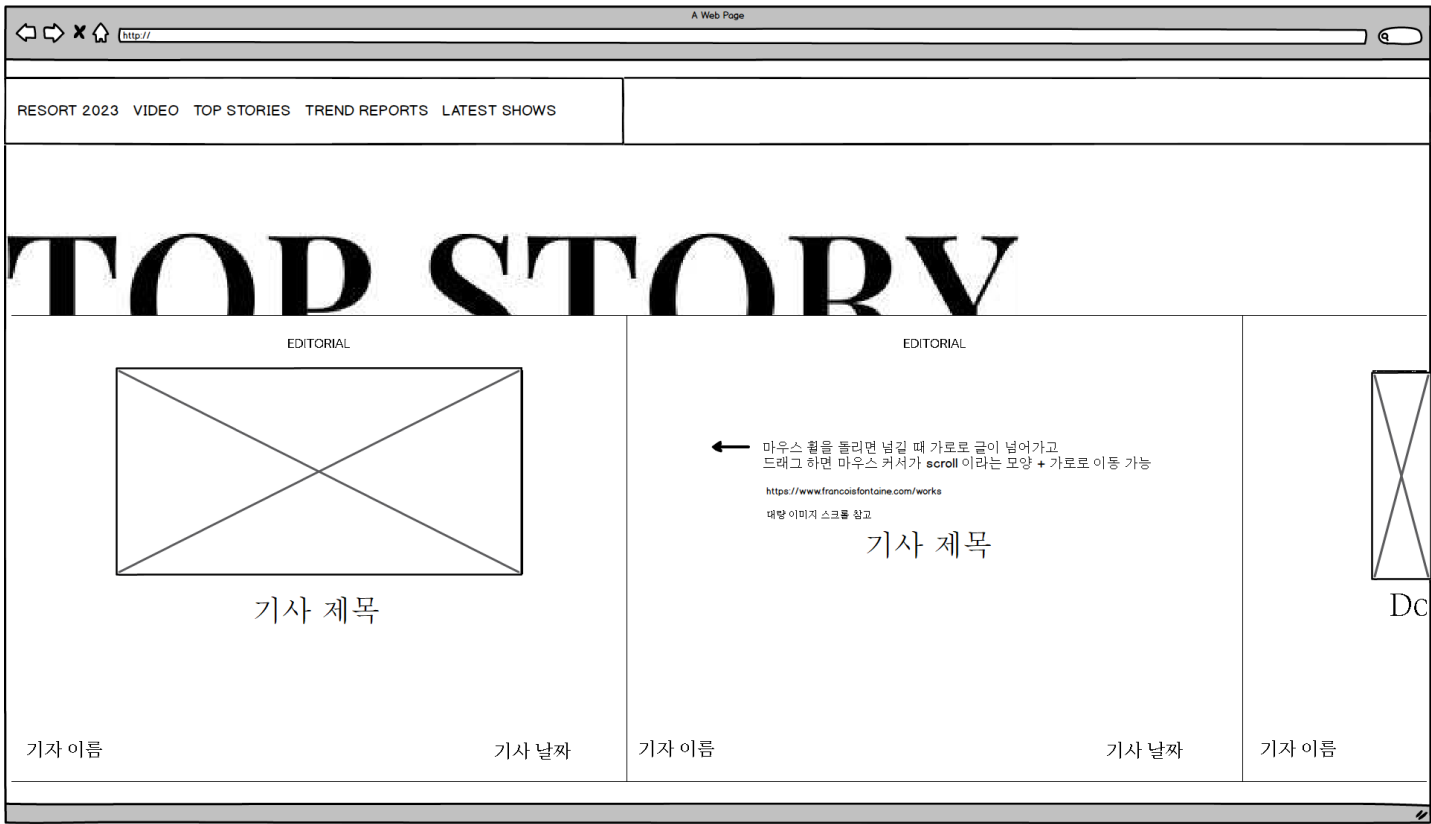 A Web Page
http://
RESORT 2023 VIDEO TOP STORIES TREND REPORTS LATEST SHOWS
TOP STORY
EDITORIAL
기사 제목
기자 이름 기사 날짜
EDITORIAL
마우스 휠을 돌리면 넘길 때 가로로 글이 넘어가고
드래그 하면 마우스 커서가 scroll 이라는 모양 + 가로로 이동 가능
https://www.francoisfontaine.com/works
대량 이미지 스크롤 참고
기사 제목
기자 이름 기사 날짜
Do
기자 이름